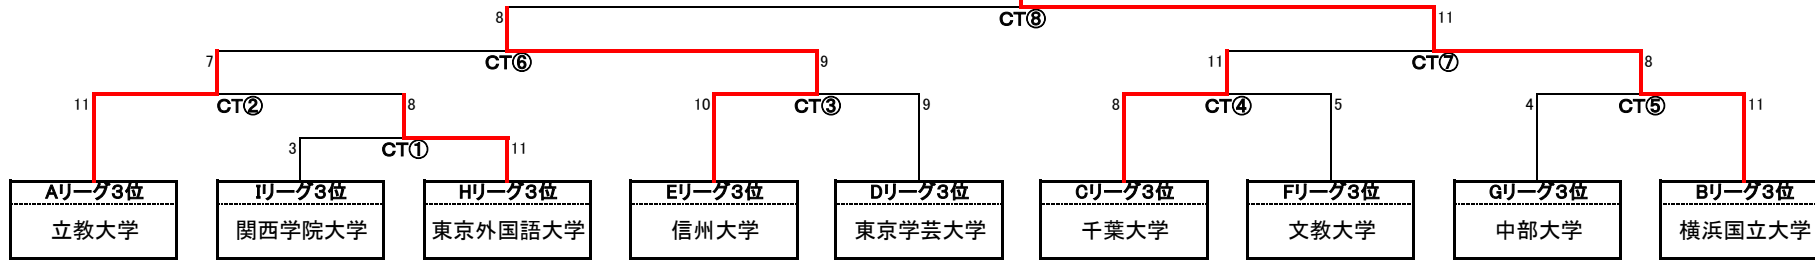 8 CT⑧ 11
7 CT⑥ 9 11 CT⑦ 8
11 CT② 8 10 CT③ 9 8 CT④ 5 4 CT⑤ 11
3 CT① 11
Aリーグ3位 Iリーグ3位 Hリーグ3位 Eリーグ3位 Dリーグ3位 Cリーグ3位 Fリーグ3位 Gリーグ3位 Bリーグ3位
立教大学 関西学院大学 東京外国語大学 信州大学 東京学芸大学 千葉大学 文教大学 中部大学 横浜国立大学